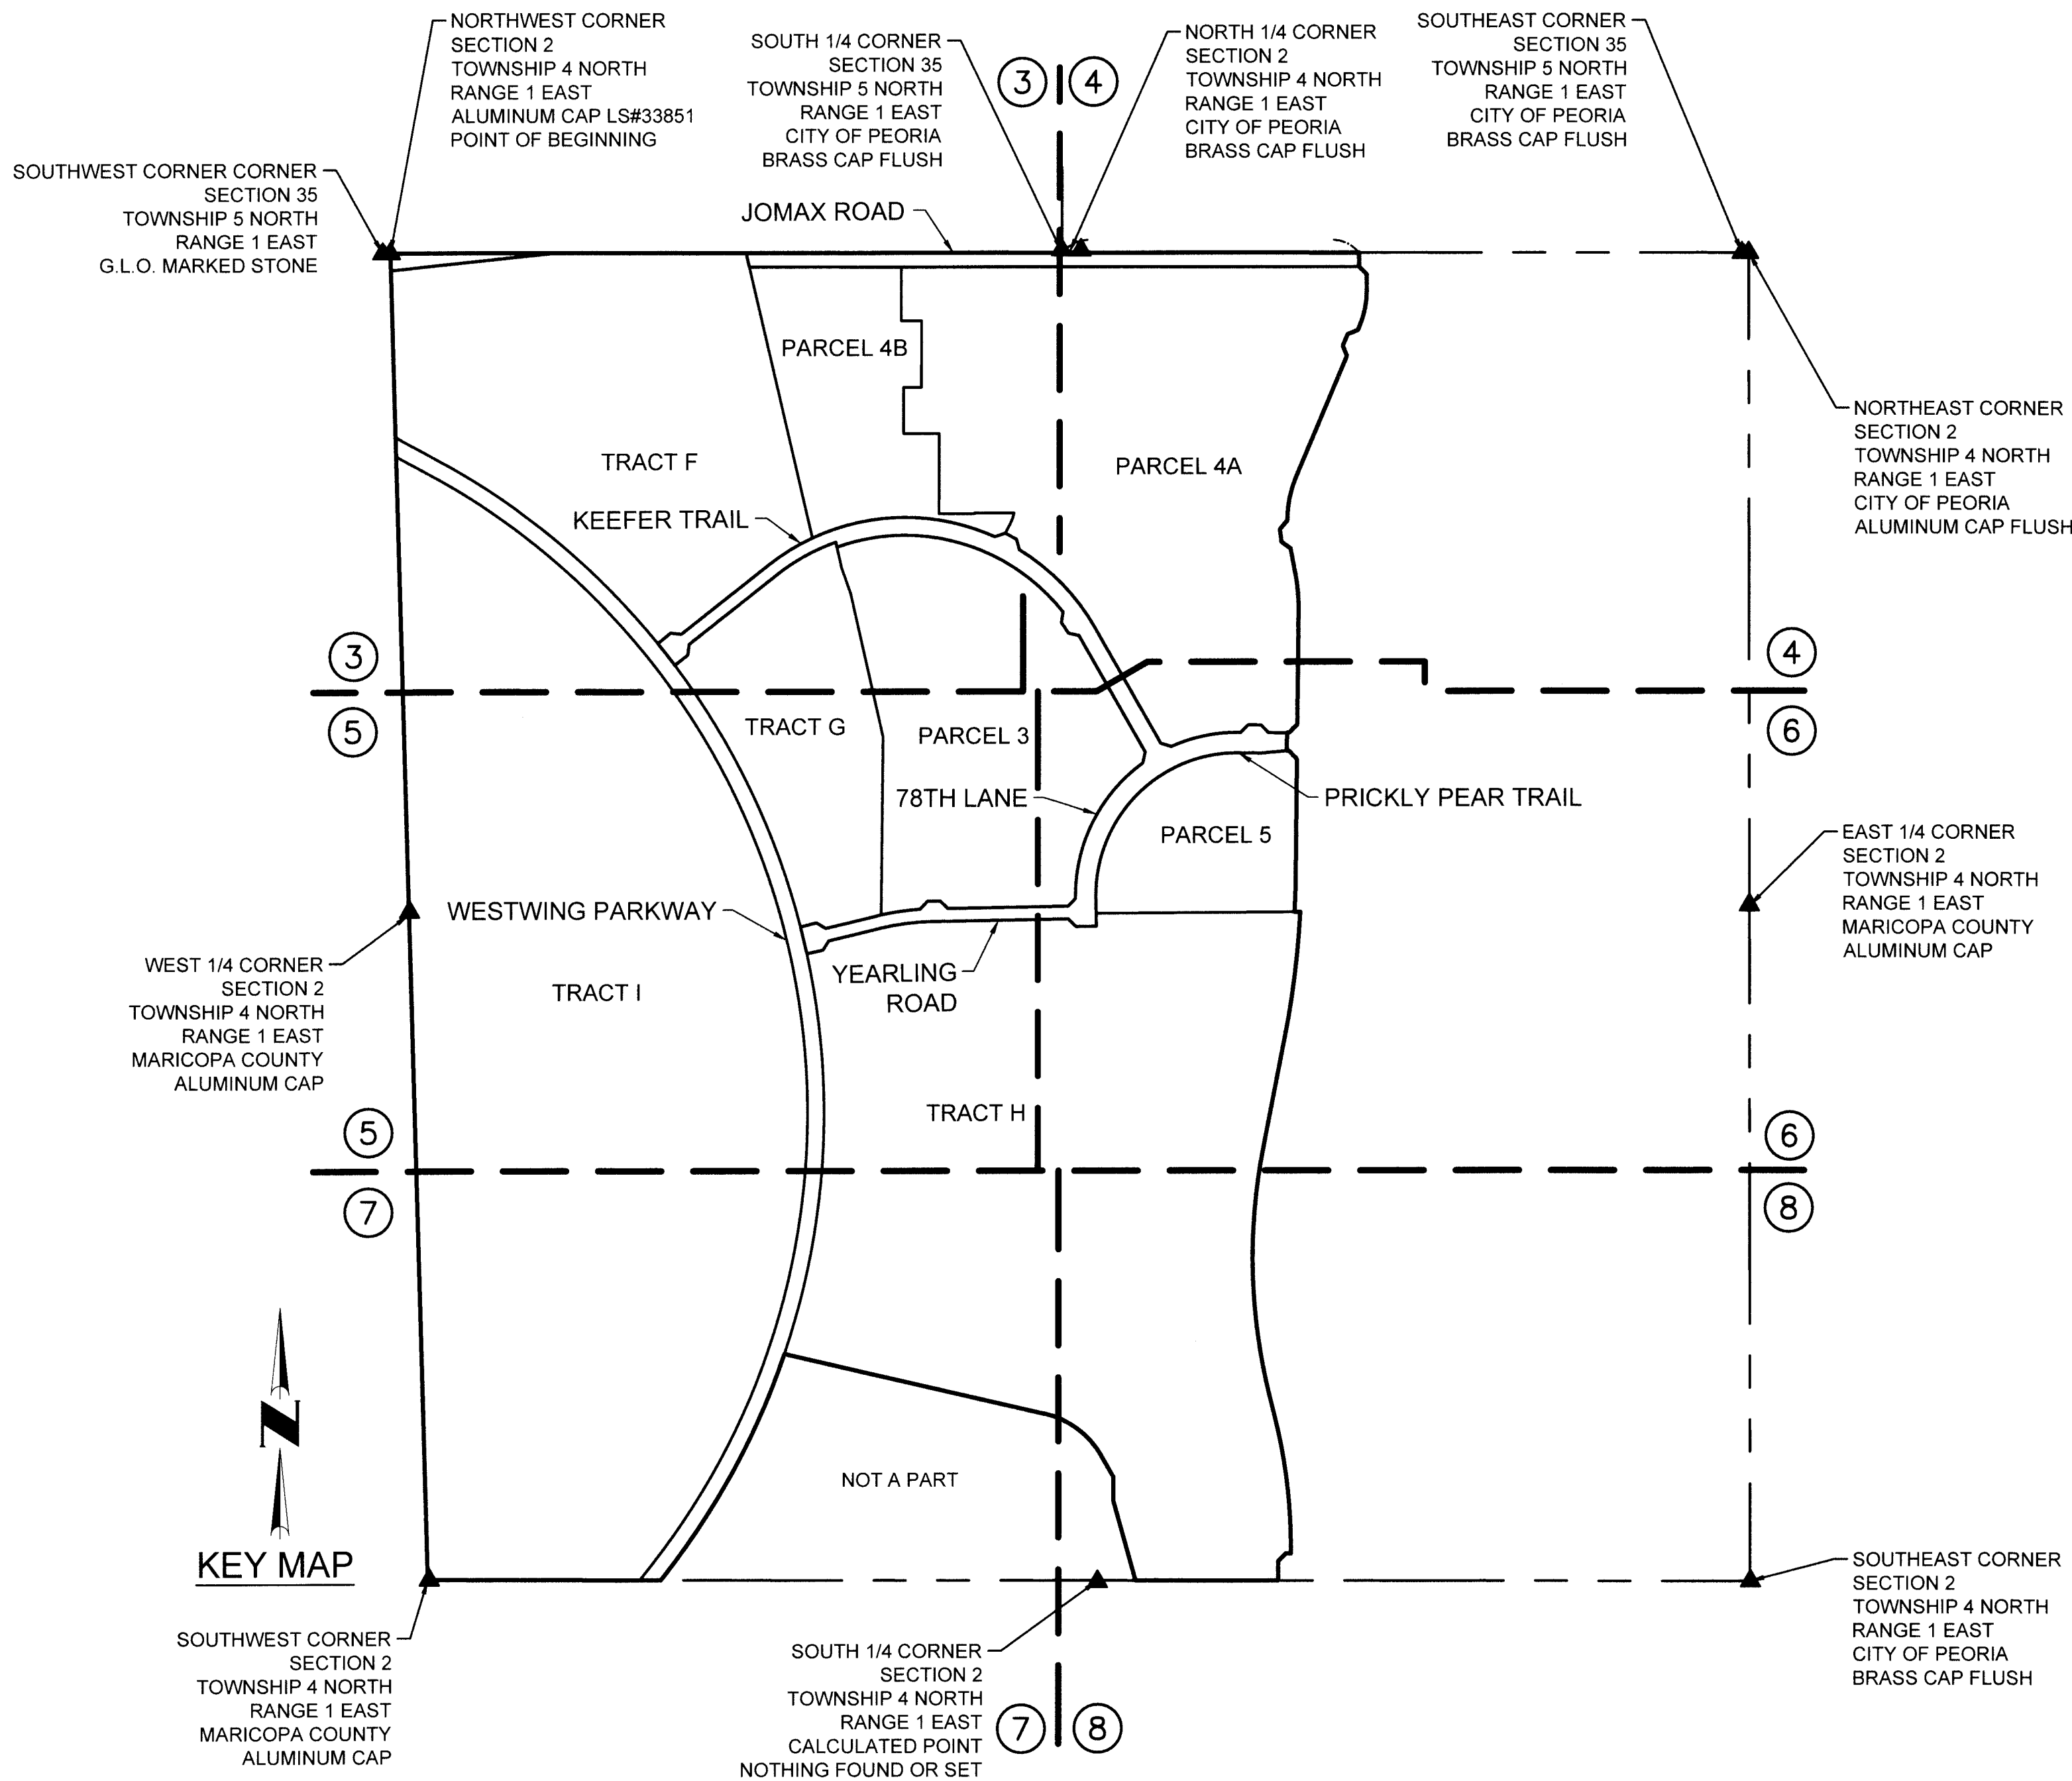 NORTHWEST CORNER
SECTION 2
TOWNSHIP 4 NORTH
RANGE 1 EAST
ALUMINUM CAP LS#33851
POINT OF BEGINNING
SOUTH 1/4 CORNER
SECTION 35
TOWNSHIP 5 NORTH
RANGE 1 EAST
CITY OF PEORIA
BRASS CAP FLUSH
3
4
NORTH 1/4 CORNER
SECTION 2
TOWNSHIP 4 NORTH
RANGE 1 EAST
CITY OF PEORIA
BRASS CAP FLUSH
SOUTHEAST CORNER
SECTION 35
TOWNSHIP 5 NORTH
RANGE 1 EAST
CITY OF PEORIA
BRASS CAP FLUSH
SOUTHWEST CORNER CORNER
SECTION 35
TOWNSHIP 5 NORTH
RANGE 1 EAST
G.L.O. MARKED STONE
JOMAX ROAD
PARCEL 4B
TRACT F
PARCEL 4A
KEEFER TRAIL
NORTHEAST CORNER
SECTION 2
TOWNSHIP 4 NORTH
RANGE 1 EAST
CITY OF PEORIA
ALUMINUM CAP FLUSH
3
4
5
6
TRACT G
PARCEL 3
78TH LANE
PRICKLY PEAR TRAIL
PARCEL 5
EAST 1/4 CORNER
SECTION 2
TOWNSHIP 4 NORTH
RANGE 1 EAST
MARICOPA COUNTY
ALUMINUM CAP
WESTWING PARKWAY
WEST 1/4 CORNER
SECTION 2
TOWNSHIP 4 NORTH
RANGE 1 EAST
MARICOPA COUNTY
ALUMINUM CAP
YEARLING
ROAD
TRACT I
TRACT H
5
6
7
8
NOT A PART
N
KEY MAP
SOUTHWEST CORNER
SECTION 2
TOWNSHIP 4 NORTH
RANGE 1 EAST
MARICOPA COUNTY
ALUMINUM CAP
SOUTH 1/4 CORNER
SECTION 2
TOWNSHIP 4 NORTH
RANGE 1 EAST
CALCULATED POINT
NOTHING FOUND OR SET
7
8
SOUTHEAST CORNER
SECTION 2
TOWNSHIP 4 NORTH
RANGE 1 EAST
CITY OF PEORIA
BRASS CAP FLUSH